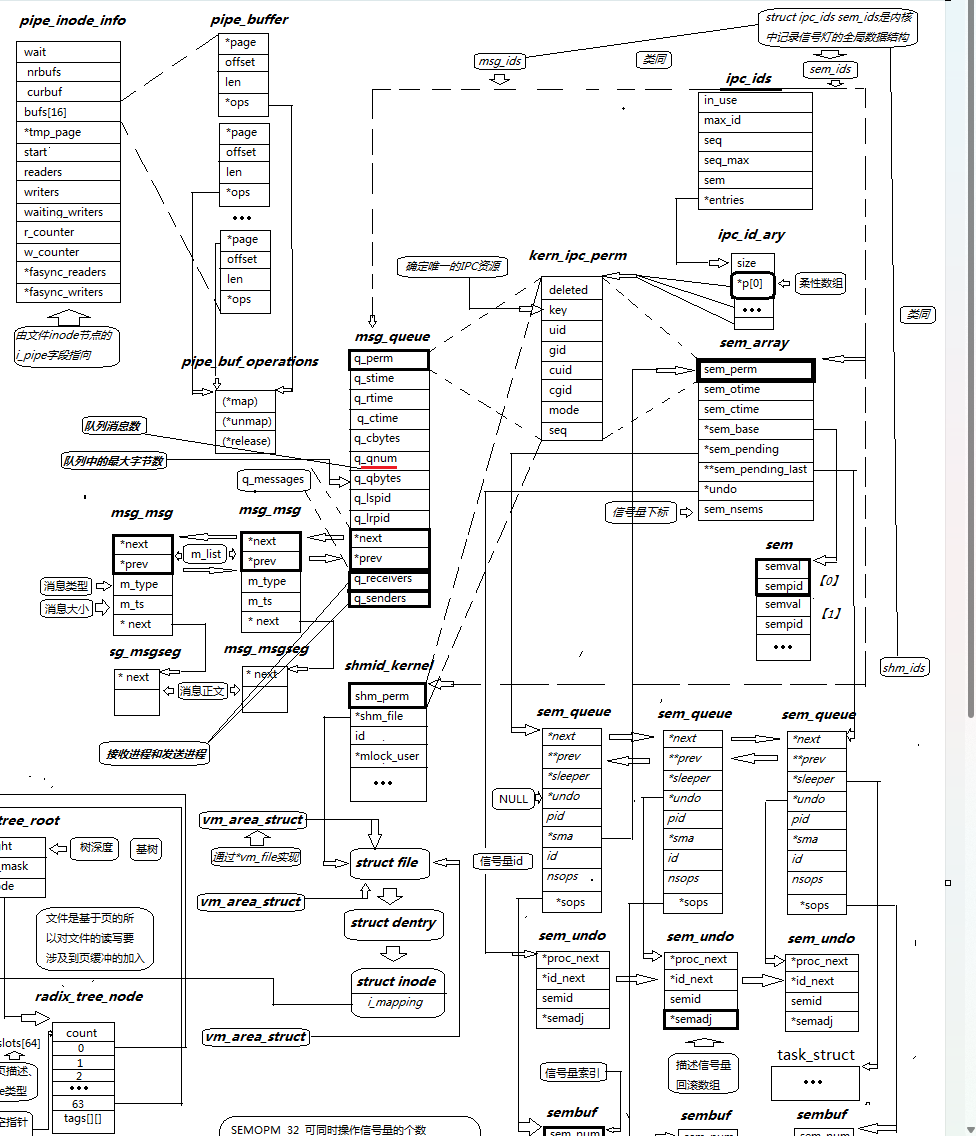 pipe_inode_info
wait
nrbufs
curbuf
bufs[16]
*tmp_page
start
readers
writers
waiting_writers
r_counter
w_counter
*fasync_readers
*fasync_writers
由文件inode节点的
i_pipe字段指向
pipe_buffer
*page
offset
len
*ops
*page
offset
len
*ops
•••
*page
offset
len
*ops
pipe_buf_operations
(*map)
(*unmap)
(*release)
struct ipc_ids sem_ids是内核
中记录信号灯的全局数据结构
msg_ids
类同
sem_ids
ipc_ids
in_use
max_id
seq
seq_max
sem
*entries
ipc_id_ary
size
*p[0]
•••
柔性数组
类同
kern_ipc_perm
deleted
key
uid
gid
cuid
cgid
mode
seq
确定唯一的IPC资源
msg_queue
q_perm
q_stime
q_rtime
q_ctime
q_cbytes
q_qnum
q_qbytes
q_lspid
q_lrpid
*next
*prev
q_receivers
q_senders
队列消息数
队列中的最大字节数
q_messages
msg_msg
*next
*prev
m_type
m_ts
* next
m_list
msg_msg
*next
*prev
m_type
m_ts
* next
消息类型
消息大小
sg_msgseg
* next
消息正文
msg_msgseg
* next
接收进程和发送进程
sem_array
sem_perm
sem_otime
sem_ctime
*sem_base
*sem_pending
**sem_pending_last
*undo
sem_nsems
信号量下标
sem
semval
sempid
【0】
semval
sempid
【1】
•••
shm_ids
shmid_kernel
shm_perm
*shm_file
id
*mlock_user
•••
sem_queue
*next
**prev
*sleeper
*undo
pid
*sma
id
nsops
*sops
NULL
信号量id
sem_queue
*next
**prev
*sleeper
*undo
pid
*sma
id
nsops
*sops
sem_queue
*next
**prev
*sleeper
*undo
pid
*sma
id
nsops
*sops
vm_area_struct
通过*vm_file实现
struct file
vm_area_struct
struct dentry
struct inode
i_mapping
vm_area_struct
tree_root
ht
树深度
基树
_mask
ode
文件是基于页的所
以对文件的读写要
涉及到页缓冲的加入
radix_tree_node
count
0
1
2
•••
63
tags[][]
slots[64]
页描述、
e类型
空指针
sem_undo
*proc_next
*id_next
semid
*semadj
sem_undo
*proc_next
*id_next
semid
*semadj
sem_undo
*proc_next
*id_next
semid
*semadj
描述信号量
回滚数组
task_struct
•••
信号量索引
sembuf
sem_num
sembuf
sem_num
sembuf
sem_num
SEMOPM 32 可同时操作信号量的个数